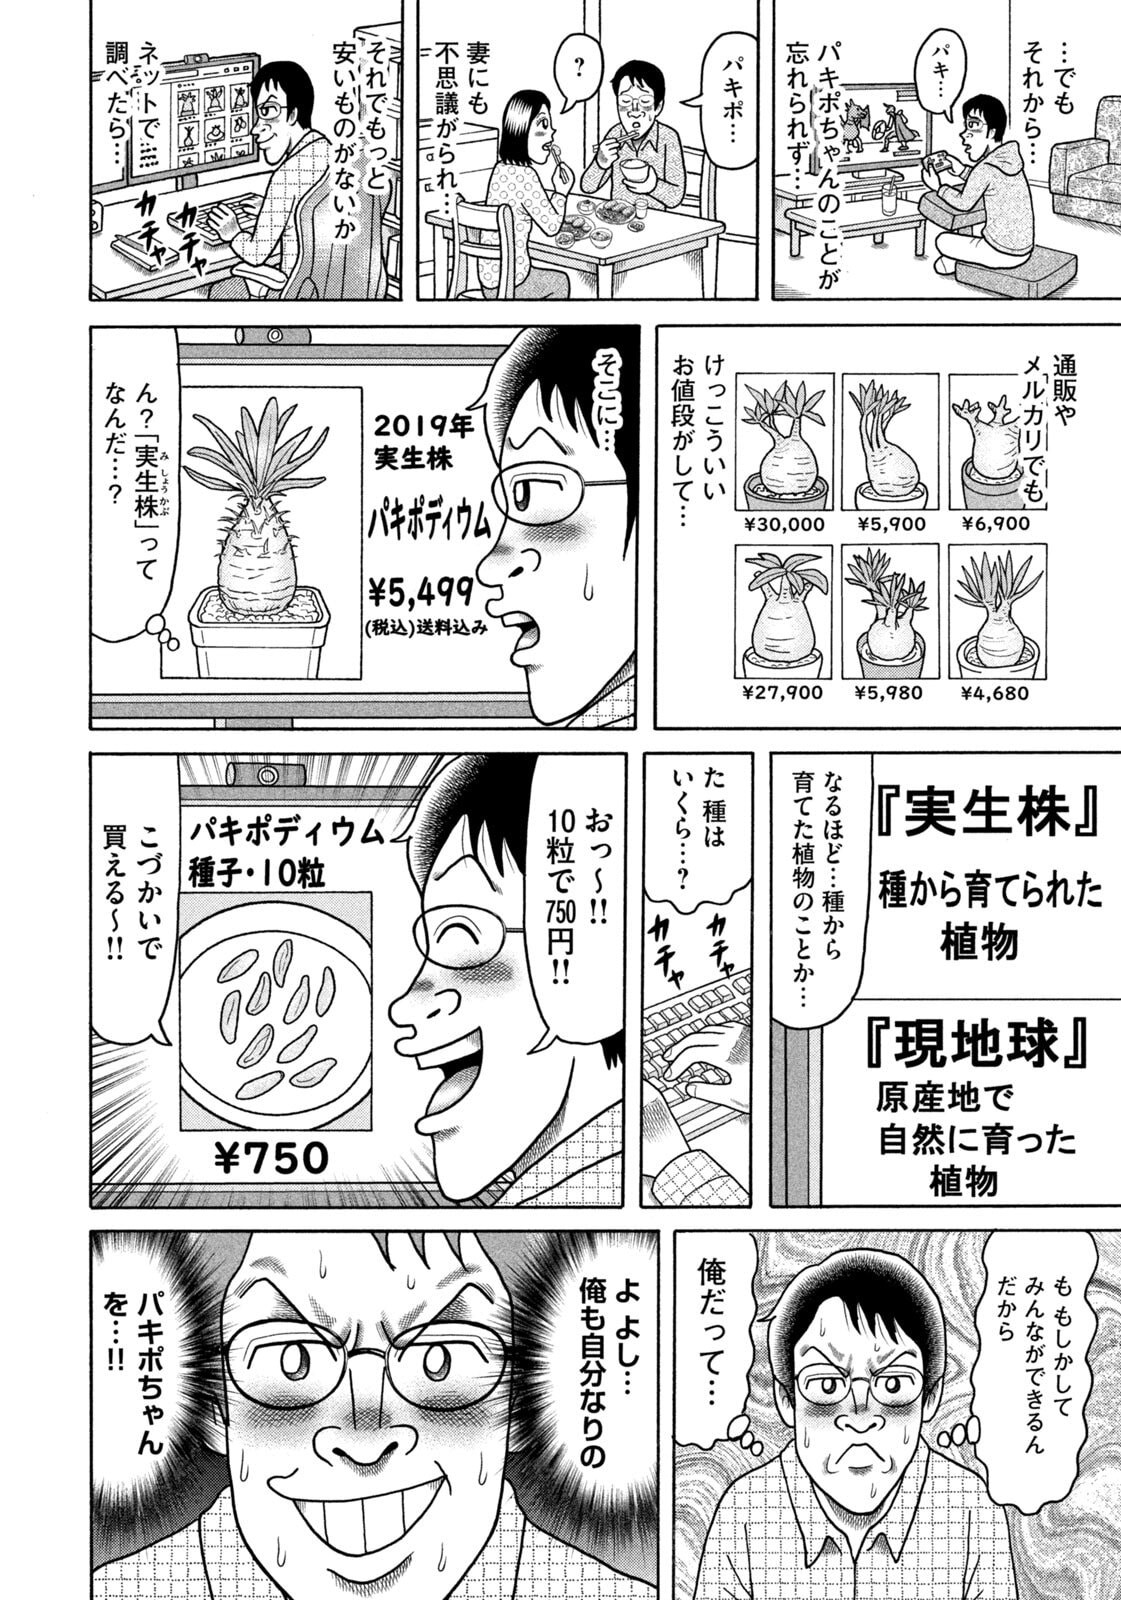 …でも
それから…
パキ…
パキポちゃんのことが
忘れられず…
パキポ…
？
妻にも
不思議がられ…
それでもっと
安いものがないか
ネットで
調べたら…
カチャ
カチャ
通販や
メルカリでも
けっこういい
お値段がして…
¥30,000
¥5,900
¥6,900
¥27,900
¥5,980
¥4,680
そこに…
2019年
実生株
パキポディウム
¥5,499
(税込)送料込み
ん？「実生株」って
みしょうかぶ
なんだ…？
『実生株』
種から育てられた
植物
『現地球』
原産地で
自然に育った
植物
なるほど…種から
育てた植物のことか…
た 種は
いくら…？
カチャ
カチャ
おっ〜!!
10粒で750円!!
パキポディウム
種子・10粒
¥750
こづかいで
買える〜!!
も もしかして
みんなができるん
だから
俺だって…
よ よし…
俺も自分なりの
パキポちゃん
を…!!